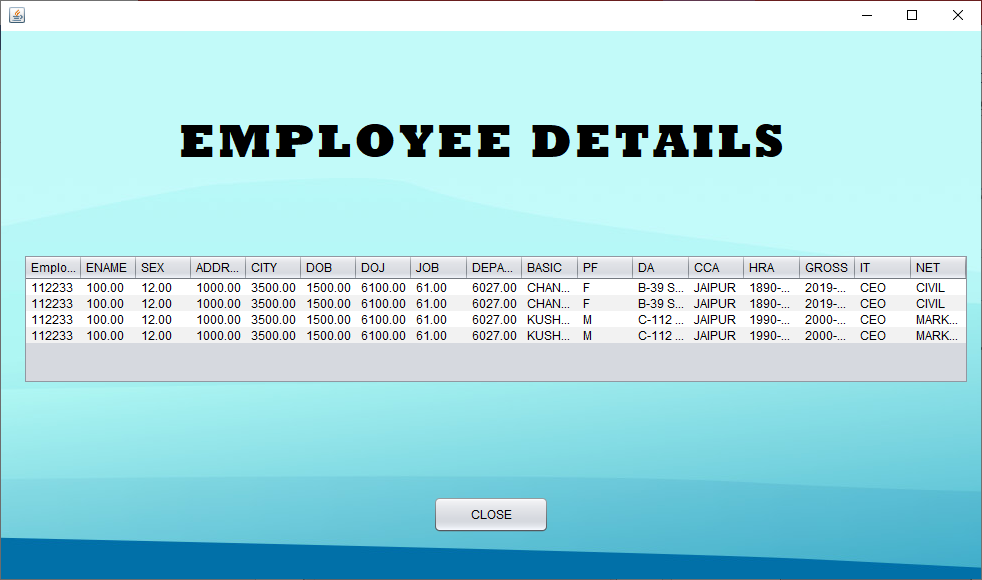 EMPLOYEE DETAILS
Emplo... ENAME SEX ADDR... CITY DOB DOJ JOB DEPA... BASIC PF DA CCA HRA GROSS IT NET
112233 100.00 12.00 1000.00 3500.00 1500.00 6100.00 61.00 6027.00 CHAN... F B-39 S... JAIPUR 1890-... 2019-... CEO CIVIL
112233 100.00 12.00 1000.00 3500.00 1500.00 6100.00 61.00 6027.00 CHAN... F B-39 S... JAIPUR 1890-... 2019-... CEO CIVIL
112233 100.00 12.00 1000.00 3500.00 1500.00 6100.00 61.00 6027.00 KUSH... M C-112 ... JAIPUR 1990-... 2000-... CEO MARK...
112233 100.00 12.00 1000.00 3500.00 1500.00 6100.00 61.00 6027.00 KUSH... M C-112 ... JAIPUR 1990-... 2000-... CEO MARK...
CLOSE